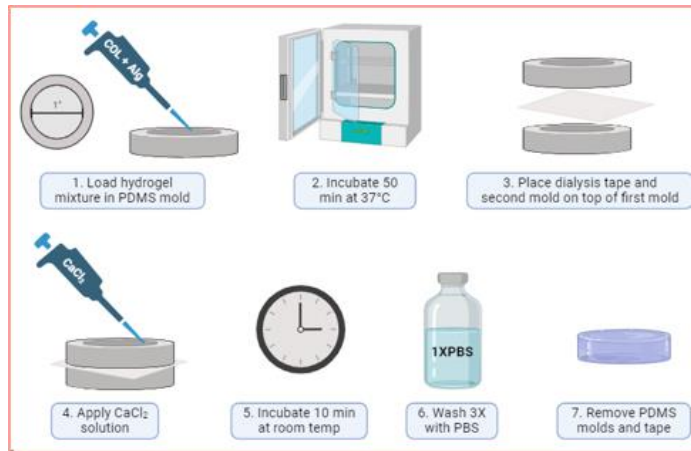 1"
COL + Alg
1. Load hydrogel
mixture in PDMS mold
2. Incubate 50
min at 37°C
3. Place dialysis tape and
second mold on top of first mold
CaCl₂
4. Apply CaCl₂
solution
5. Incubate 10 min
at room temp
1XPBS
6. Wash 3X
with PBS
7. Remove PDMS
molds and tape